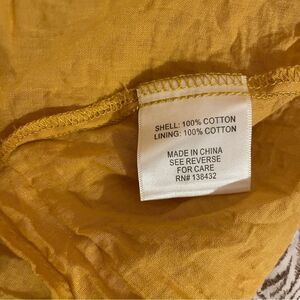 SHELL: 100% COTTON
LINING: 100% COTTON
MADE IN CHINA
SEE REVERSE
FOR CARE
RN# 138432